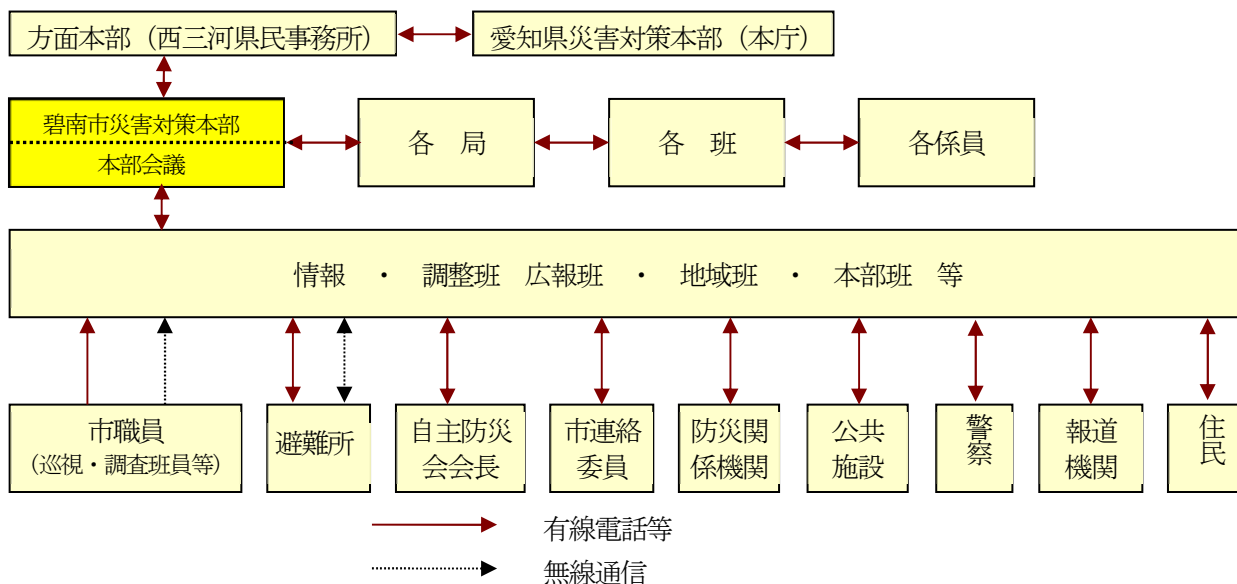 方面本部（西三河県民事務所）
愛知県災害対策本部（本庁）
碧南市災害対策本部
本部会議
各　局
各　班
各係員
情報　・　調整班　広報班　・　地域班　・　本部班　等
市職員
（巡視・調査班員等）
避難所
自主防災
会会長
市連絡
委員
防災関
係機関
公共
施設
警
察
報道
機関
住
民
有線電話等
無線通信